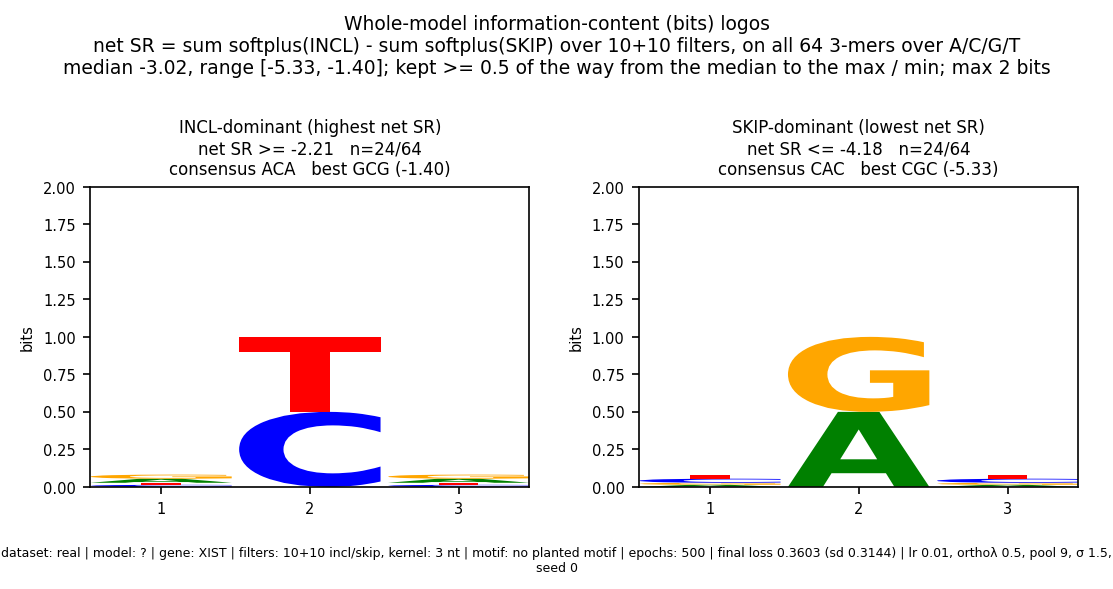 Whole-model information-content (bits) logos
net SR = sum softplus(INCL) - sum softplus(SKIP) over 10+10 filters, on all 64 3-mers over A/C/G/T
median -3.02, range [-5.33, -1.40]; kept >= 0.5 of the way from the median to the max / min; max 2 bits
INCL-dominant (highest net SR)
net SR >= -2.21   n=24/64
consensus ACA   best GCG (-1.40)
2.00
1.75
1.50
1.25
1.00
0.75
0.50
0.25
0.00
bits
T
C
1
2
3
SKIP-dominant (lowest net SR)
net SR <= -4.18   n=24/64
consensus CAC   best CGC (-5.33)
2.00
1.75
1.50
1.25
1.00
0.75
0.50
0.25
0.00
bits
G
A
1
2
3
dataset: real | model: ? | gene: XIST | filters: 10+10 incl/skip, kernel: 3 nt | motif: no planted motif | epochs: 500 | final loss 0.3603 (sd 0.3144) | lr 0.01, orthoλ 0.5, pool 9, σ 1.5,
seed 0